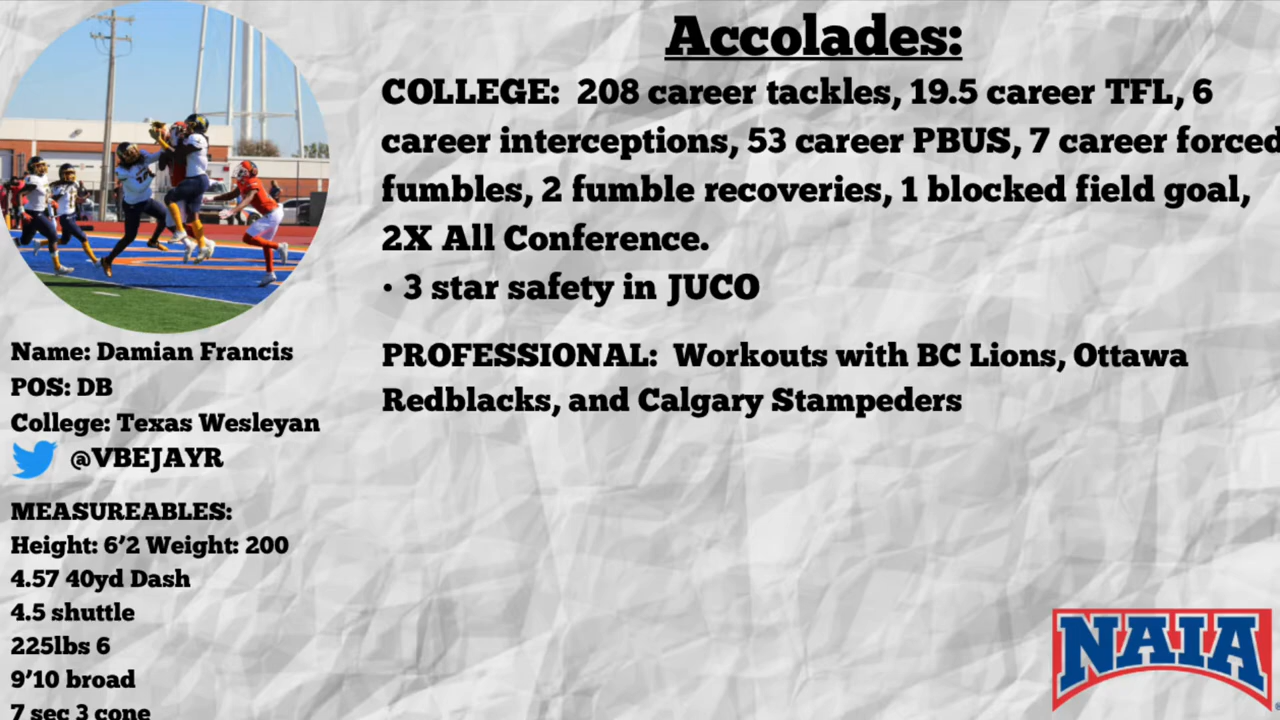 Accolades:
COLLEGE: 208 career tackles, 19.5 career TFL, 6
career interceptions, 53 career PBUS, 7 career forced
fumbles, 2 fumble recoveries, 1 blocked field goal,
2X All Conference.
· 3 star safety in JUCO
PROFESSIONAL: Workouts with BC Lions, Ottawa
Redblacks, and Calgary Stampeders
Name: Damian Francis
POS: DB
College: Texas Wesleyan
@VBEJAYR
MEASUREABLES:
Height: 6’2 Weight: 200
4.57 40yd Dash
4.5 shuttle
225lbs 6
9’10 broad
7 sec 3 cone
NAIA